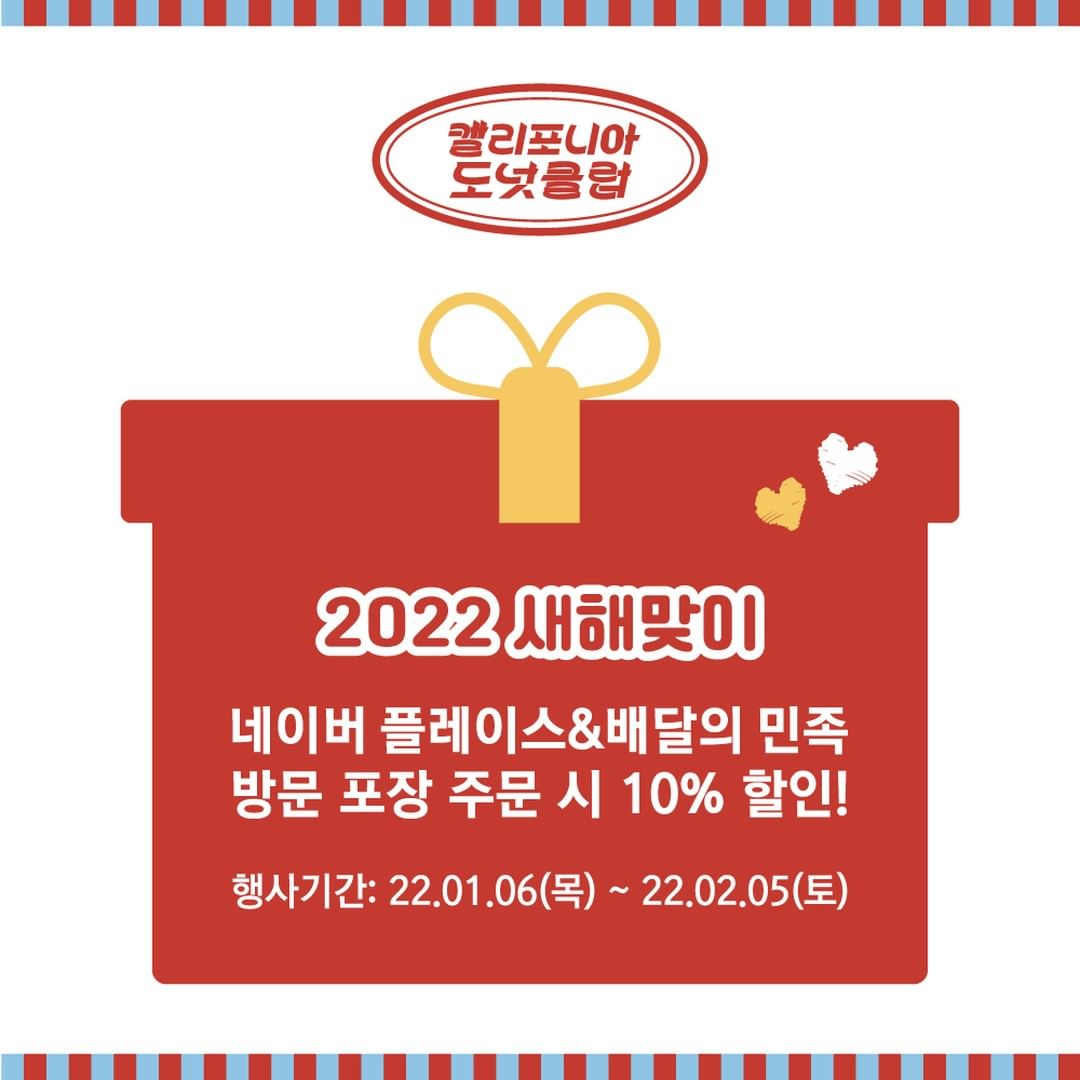 캘리포니아
도넛클럽
2022 새해맞이
네이버 플레이스&배달의 민족
방문 포장 주문 시 10% 할인!
행사기간: 22.01.06(목) ~ 22.02.05(토)